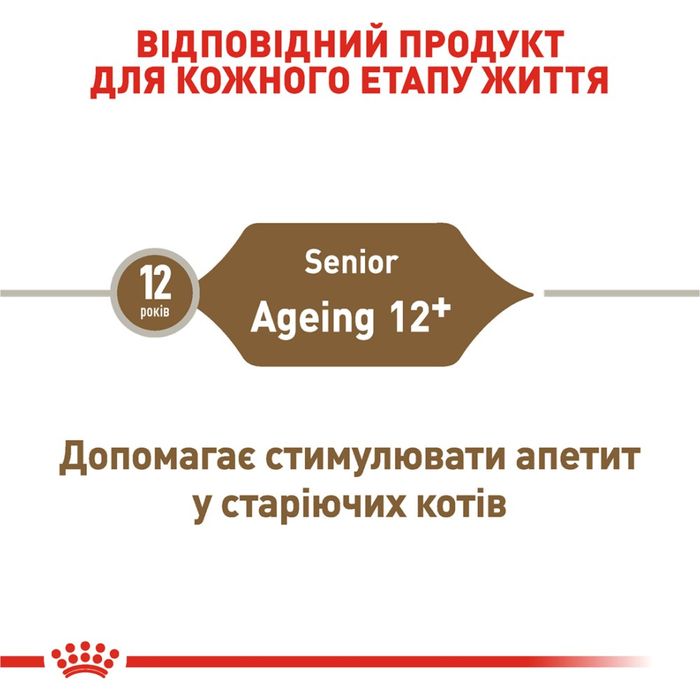 ВІДПОВІДНИЙ ПРОДУКТ
ДЛЯ КОЖНОГО ЕТАПУ ЖИТТЯ
12
років
Senior
Ageing 12+
Допомагає стимулювати апетит
у старіючих котів